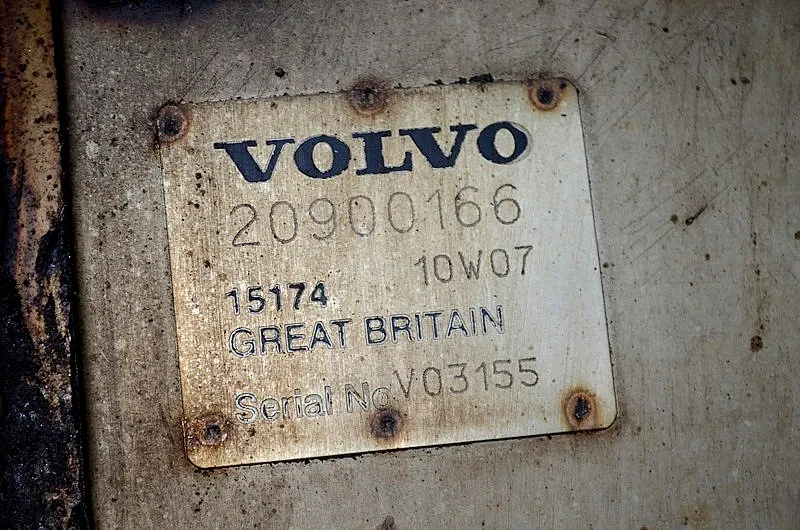 VOLVO
20900166
10W07
15174
GREAT BRITAIN
Serial No V03155